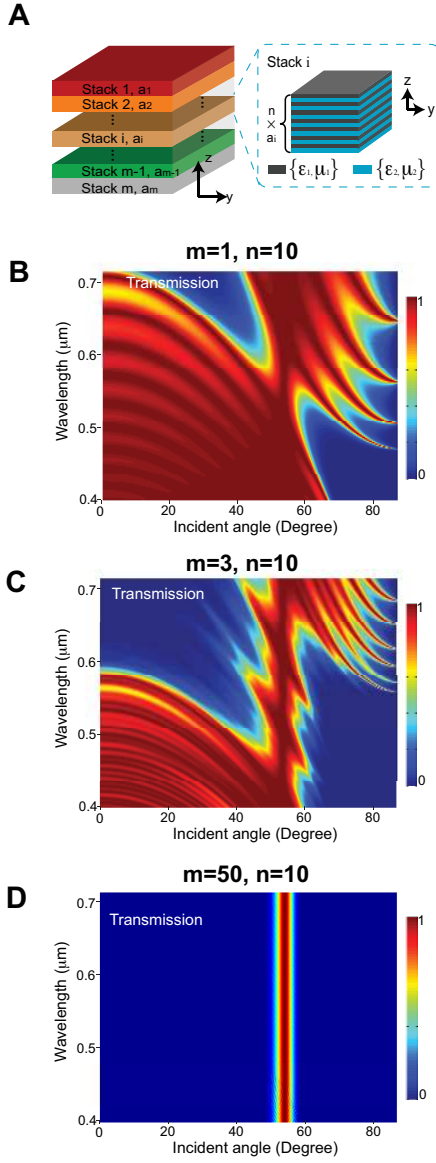 A
Stack 1, a1
Stack 2, a2
Stack i, ai
Stack m-1, am-1
Stack m, am
z
y
Stack i
n
×
ai
z
y
{ε1,μ1}
{ε2,μ2}
B
m=1, n=10
Transmission
Wavelength (μm)
0.7
0.6
0.5
0.4
0 20 40 60 80
Incident angle (Degree)
1
0
C
m=3, n=10
Transmission
Wavelength (μm)
0.7
0.6
0.5
0.4
0 20 40 60 80
Incident angle (Degree)
1
0
D
m=50, n=10
Transmission
Wavelength (μm)
0.7
0.6
0.5
0.4
0 20 40 60 80
Incident angle (Degree)
1
0